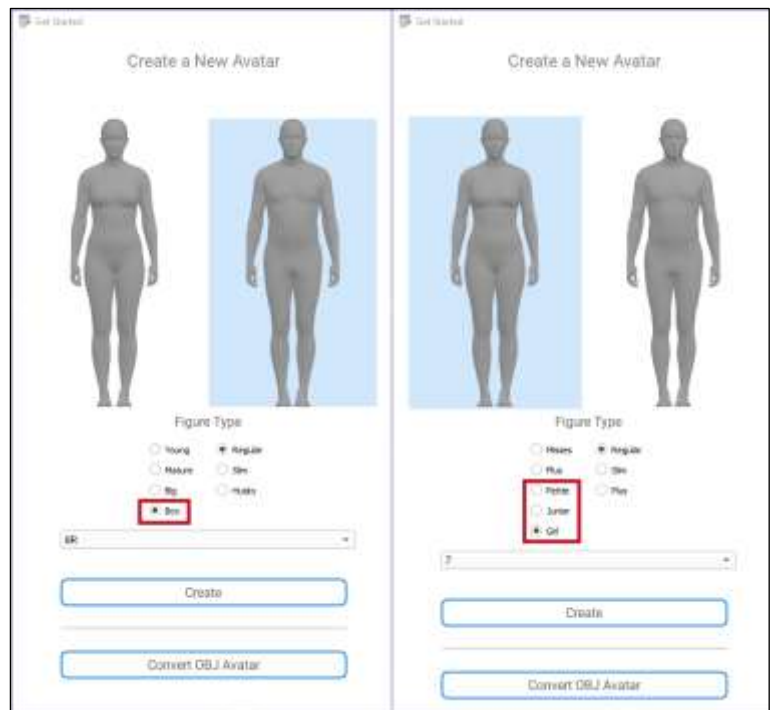 Get Started
Create a New Avatar
Figure Type
Young Regular
Mature Slim
Big Husky
Boy
8R
Create
Convert OBJ Avatar
Get Started
Create a New Avatar
Figure Type
Misses Regular
Plus Slim
Petite Plus
Junior
Girl
7
Create
Convert OBJ Avatar